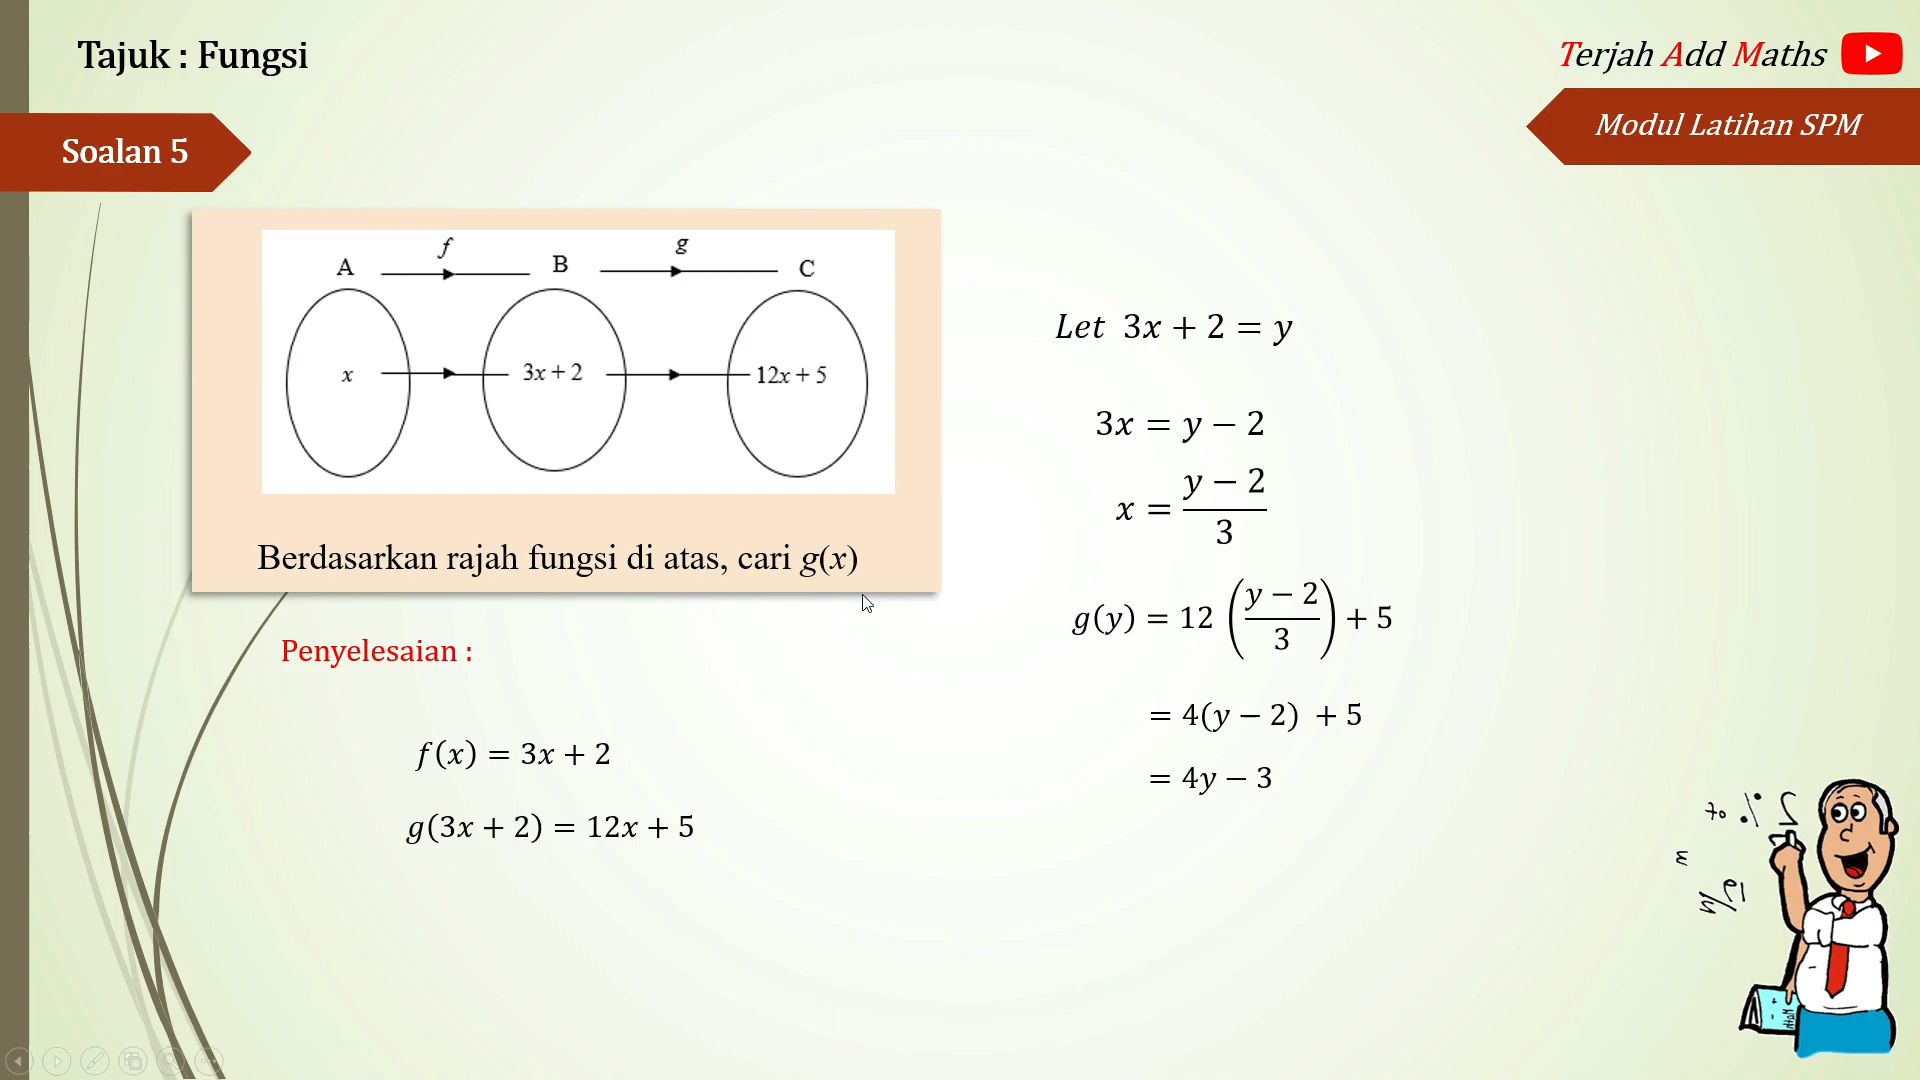 Tajuk : Fungsi
Terjah Add Maths
Modul Latihan SPM
Soalan 5
f
g
A
B
C
x
3x + 2
12x + 5
Berdasarkan rajah fungsi di atas, cari g(x)
Penyelesaian :
f(x) = 3x + 2
g(3x + 2) = 12x + 5
Let 3x + 2 = y
3x = y − 2
x = (y − 2)/3
g(y) = 12 ((y − 2)/3) + 5
= 4(y − 2) + 5
= 4y − 3